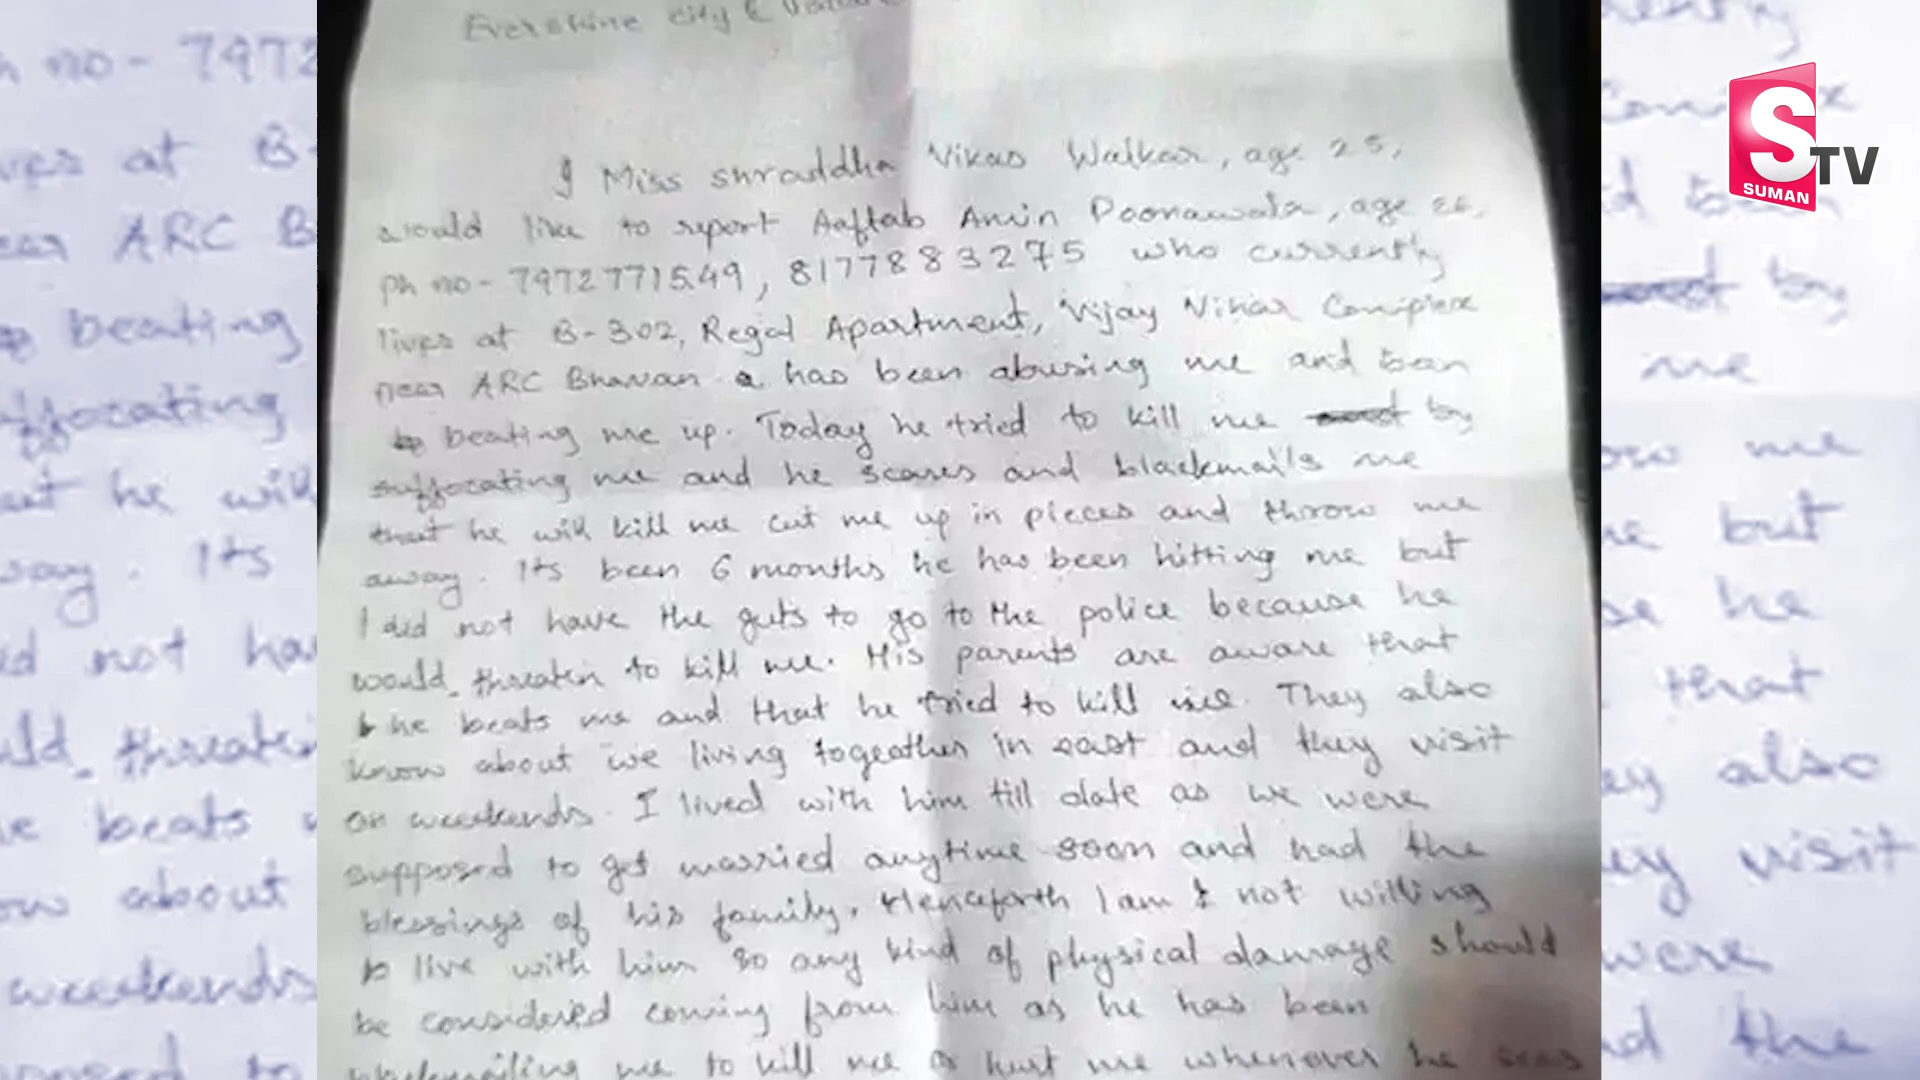 Evershine city
I Miss Shraddha Vikas Walkar, age 25,
would like to report Aaftab Amin Poonawala, age 26,
ph no - 7972771549, 8177883275 who currently
lives at B-302, Regal Apartment, Vijay Vihar Complex
near ARC Bhavan has been abusing me and
beating me up. Today he tried to kill me by
suffocating me and he scares and blackmails me
that he will kill me cut me up in pieces and throw me
away. Its been 6 months he has been hitting me but
I did not have the guts to go to the police because he
would threaten to kill me. His parents are aware that
he beats me and that he tried to kill me. They also
know about we living togeather in east and they visit
on weekends. I lived with him till date as we were
supposed to get married anytime soon and had the
blessings of his family. Henceforth I am not willing
to live with him so any kind of physical damage should
be considered coming from him as he has been
blackmailing me to kill me or hurt me whenever he sees
S
TV
SUMAN